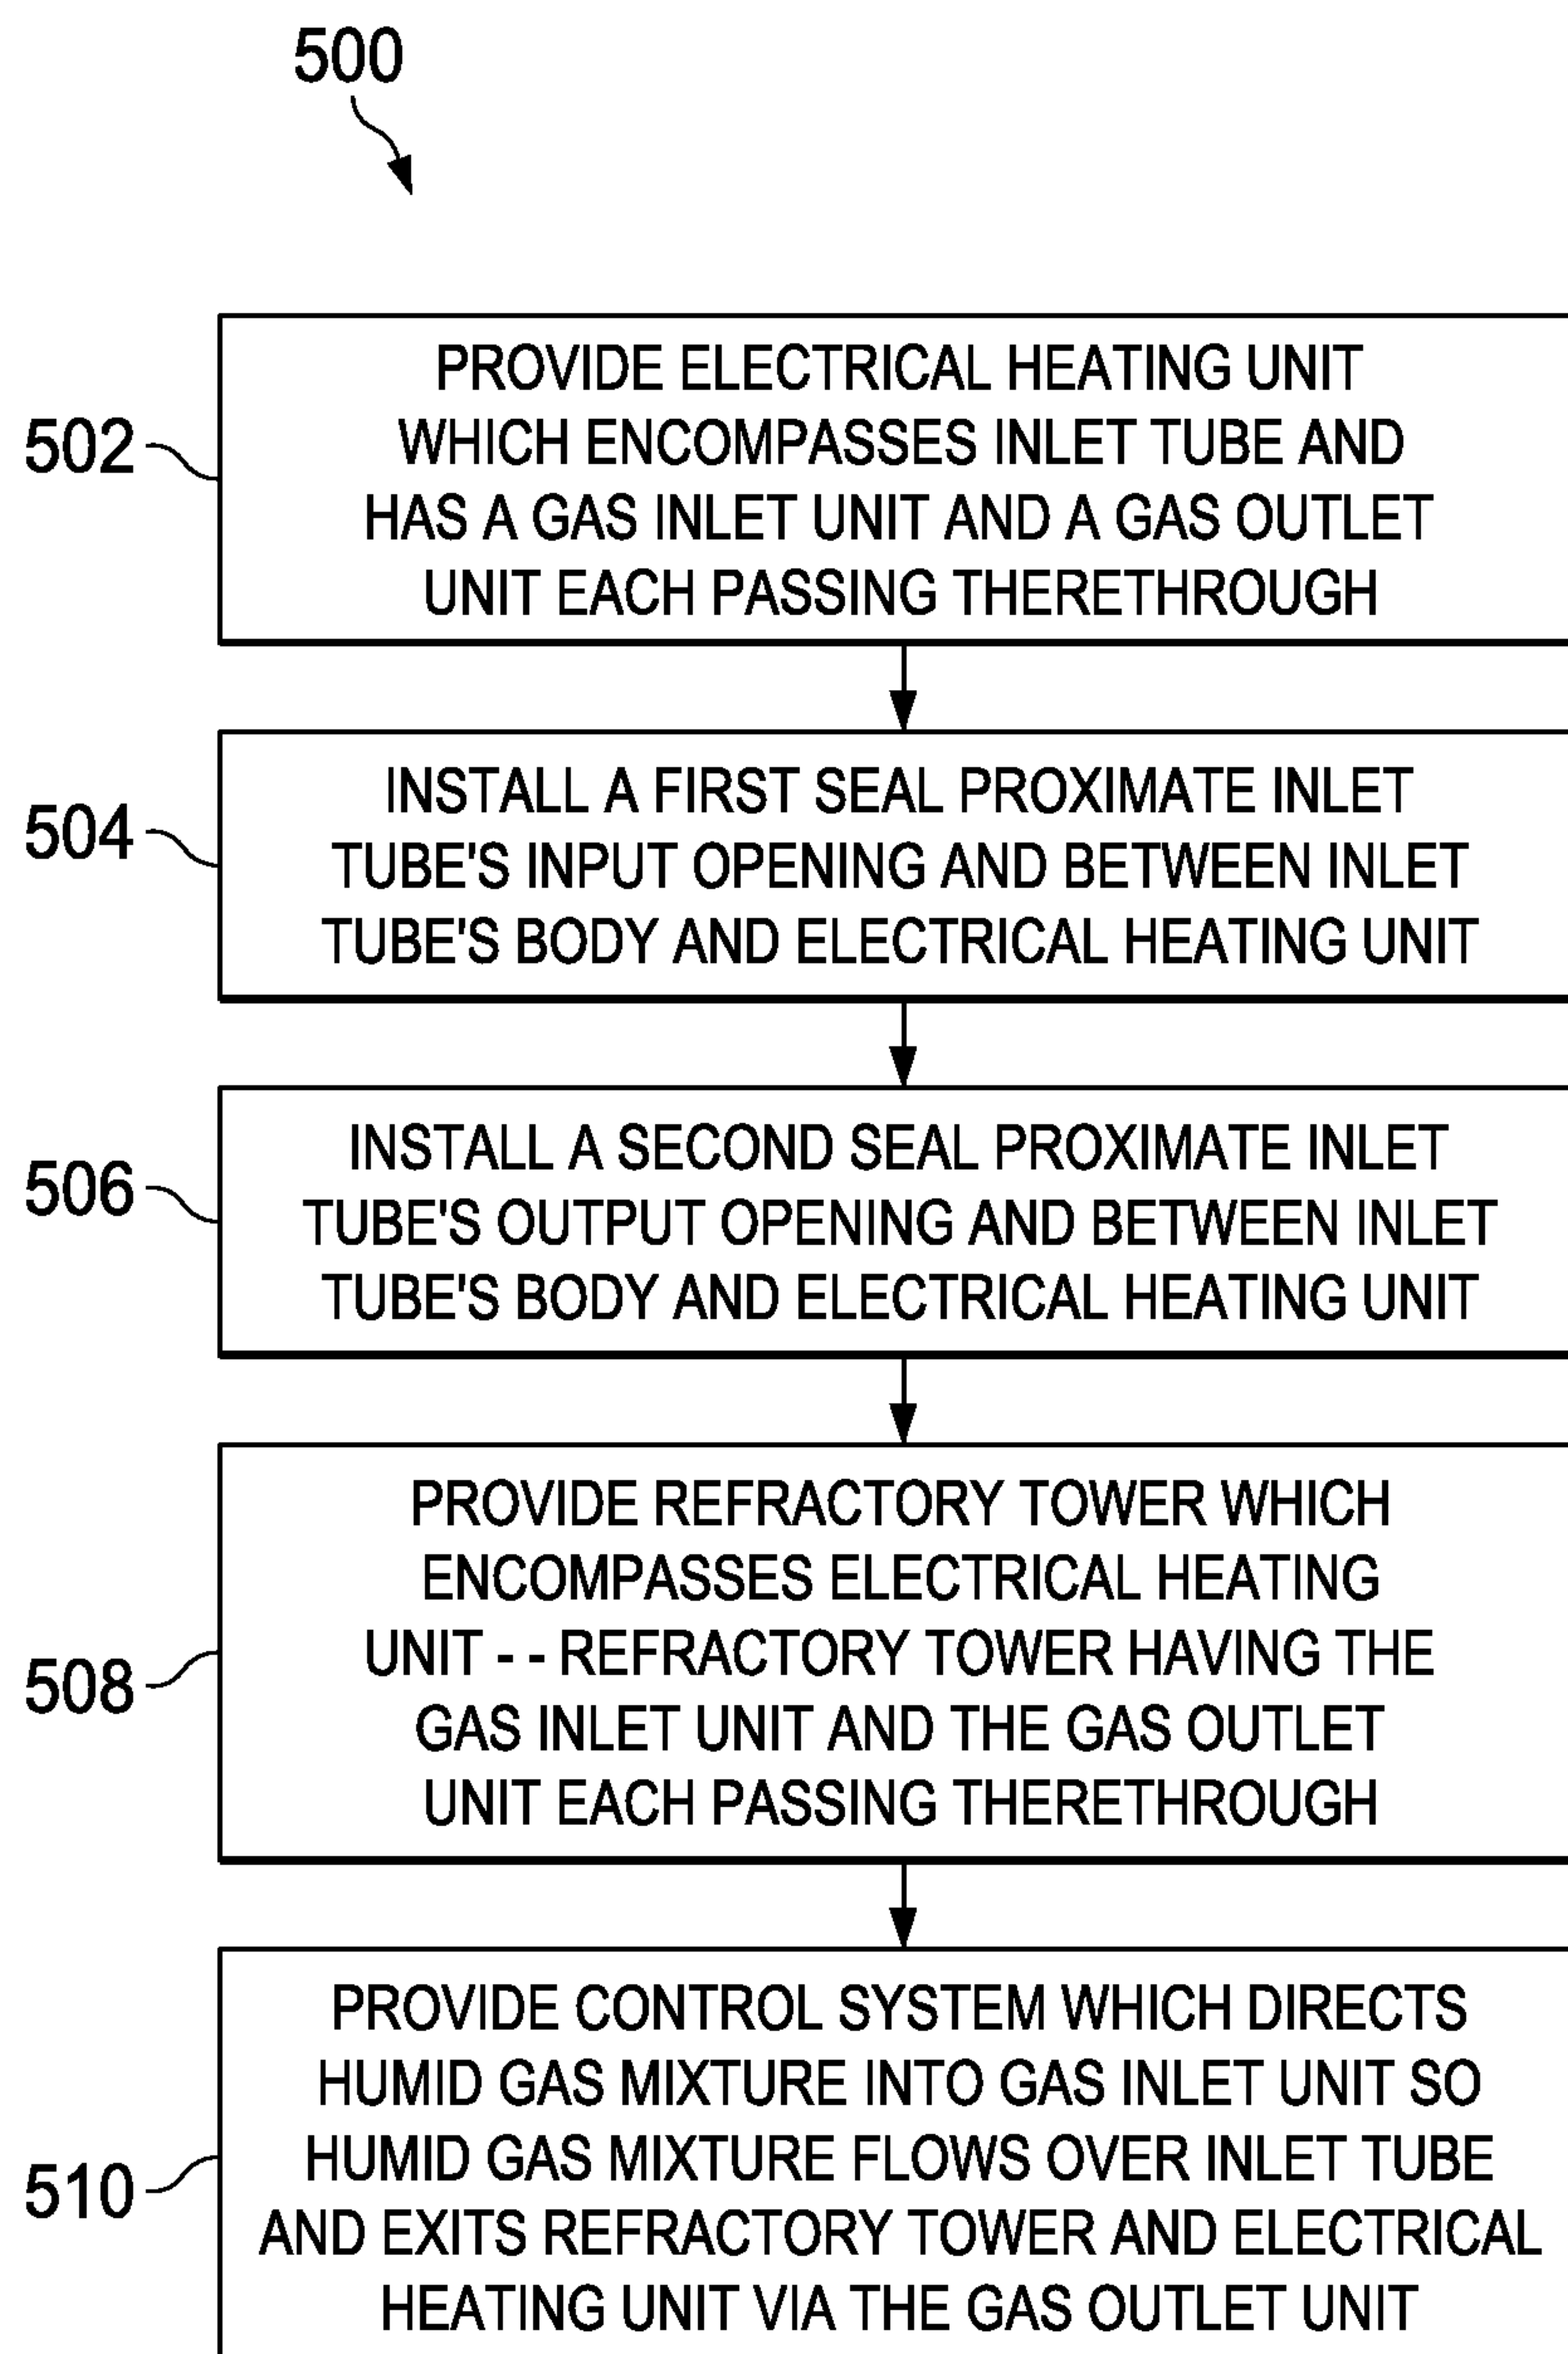 500
502
PROVIDE ELECTRICAL HEATING UNIT
WHICH ENCOMPASSES INLET TUBE AND
HAS A GAS INLET UNIT AND A GAS OUTLET
UNIT EACH PASSING THERETHROUGH
504
INSTALL A FIRST SEAL PROXIMATE INLET
TUBE'S INPUT OPENING AND BETWEEN INLET
TUBE'S BODY AND ELECTRICAL HEATING UNIT
506
INSTALL A SECOND SEAL PROXIMATE INLET
TUBE'S OUTPUT OPENING AND BETWEEN INLET
TUBE'S BODY AND ELECTRICAL HEATING UNIT
508
PROVIDE REFRACTORY TOWER WHICH
ENCOMPASSES ELECTRICAL HEATING
UNIT - - REFRACTORY TOWER HAVING THE
GAS INLET UNIT AND THE GAS OUTLET
UNIT EACH PASSING THERETHROUGH
510
PROVIDE CONTROL SYSTEM WHICH DIRECTS
HUMID GAS MIXTURE INTO GAS INLET UNIT SO
HUMID GAS MIXTURE FLOWS OVER INLET TUBE
AND EXITS REFRACTORY TOWER AND ELECTRICAL
HEATING UNIT VIA THE GAS OUTLET UNIT